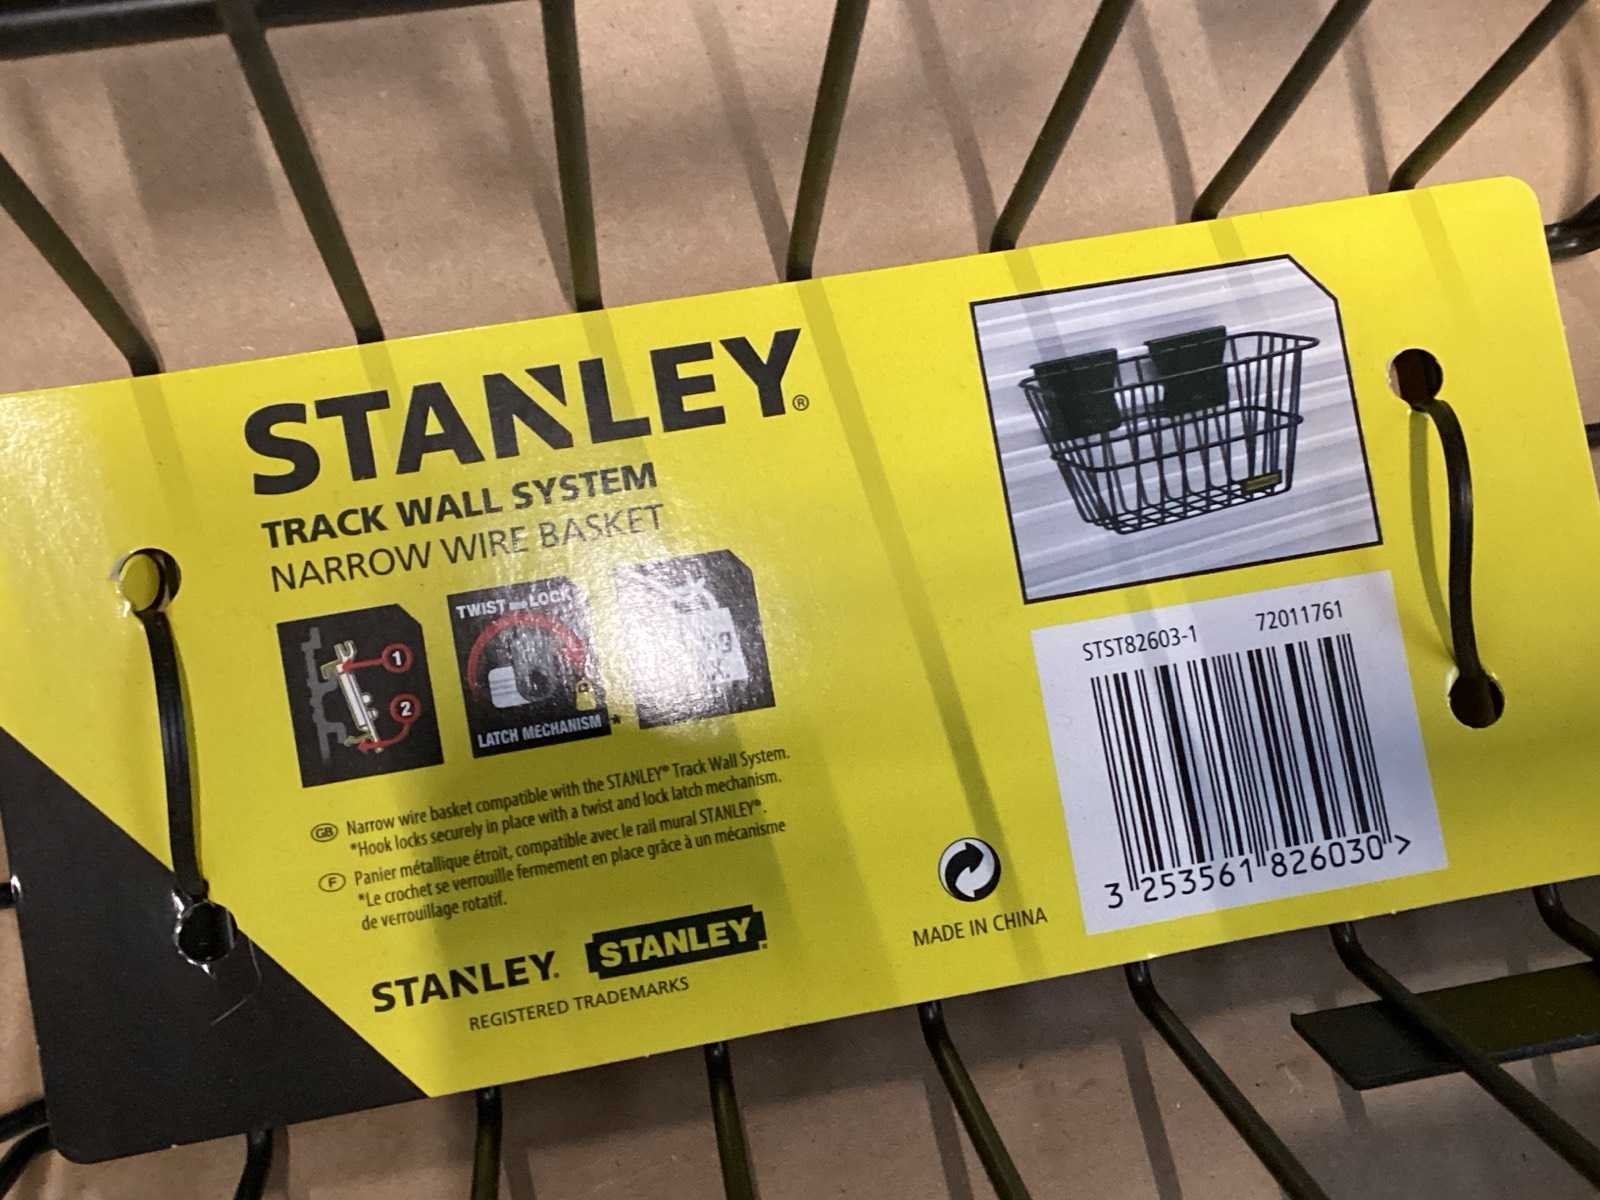 STANLEY®
TRACK WALL SYSTEM
NARROW WIRE BASKET
1
2
TWIST LOCK
LATCH MECHANISM *
GB Narrow wire basket compatible with the STANLEY® Track Wall System.
*Hook locks securely in place with a twist and lock latch mechanism.
F Panier métallique étroit, compatible avec le rail mural STANLEY®.
*Le crochet se verrouille fermement en place grâce à un mécanisme
de verrouillage rotatif.
STANLEY. STANLEY.
REGISTERED TRADEMARKS
MADE IN CHINA
STST82603-1 72011761
3 253561 826030 >